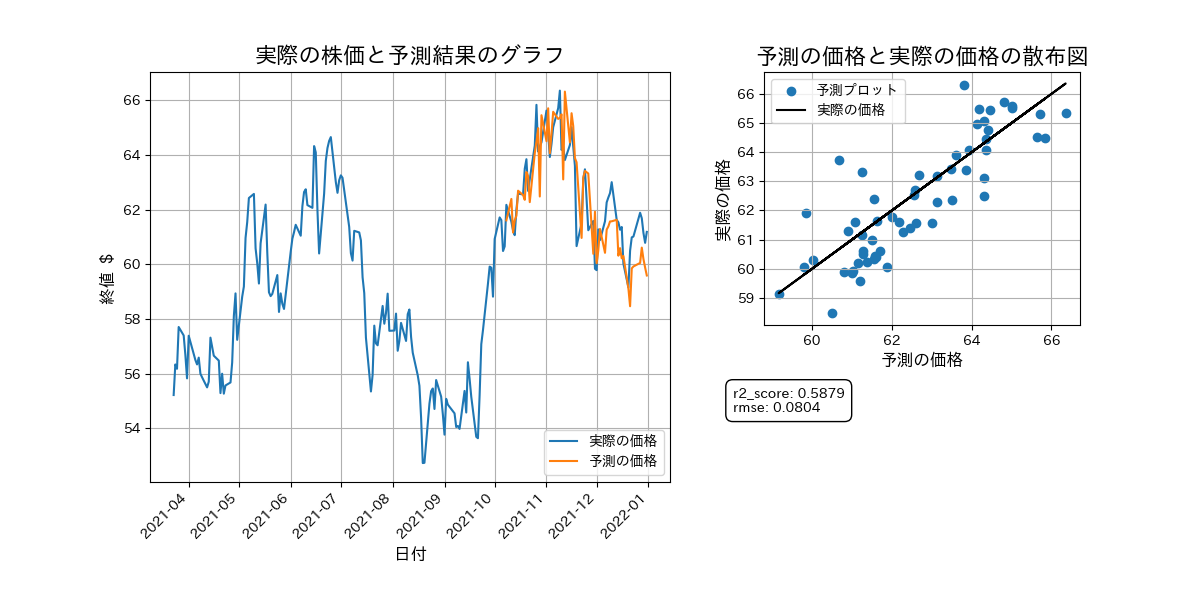 実際の株価と予測結果のグラフ
終値 $
66
64
62
60
58
56
54
2021-04
2021-05
2021-06
2021-07
2021-08
2021-09
2021-10
2021-11
2021-12
2022-01
日付
実際の価格
予測の価格
予測の価格と実際の価格の散布図
実際の価格
66
65
64
63
62
61
60
59
60
62
64
66
予測の価格
予測プロット
実際の価格
r2_score: 0.5879
rmse: 0.0804